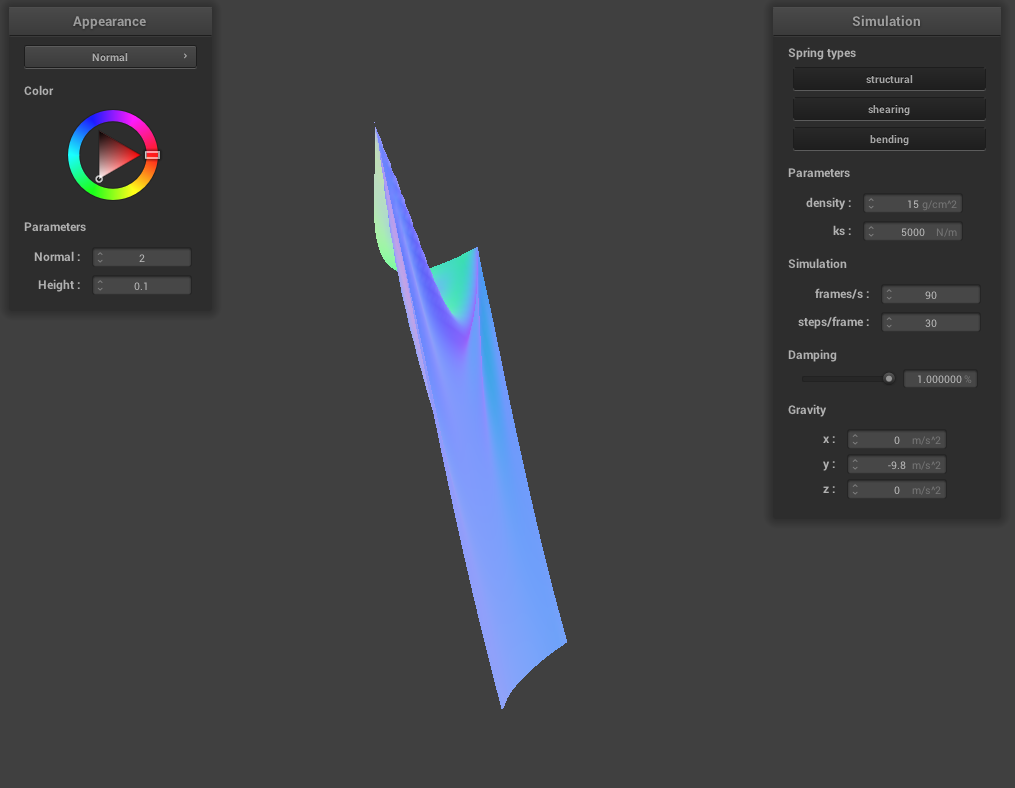 Appearance
Normal
Color
Parameters
Normal : 2
Height : 0.1
Simulation
Spring types
structural
shearing
bending
Parameters
density : 15 g/cm^2
ks : 5000 N/m
Simulation
frames/s : 90
steps/frame : 30
Damping
1.000000 %
Gravity
x : 0 m/s^2
y : -9.8 m/s^2
z : 0 m/s^2